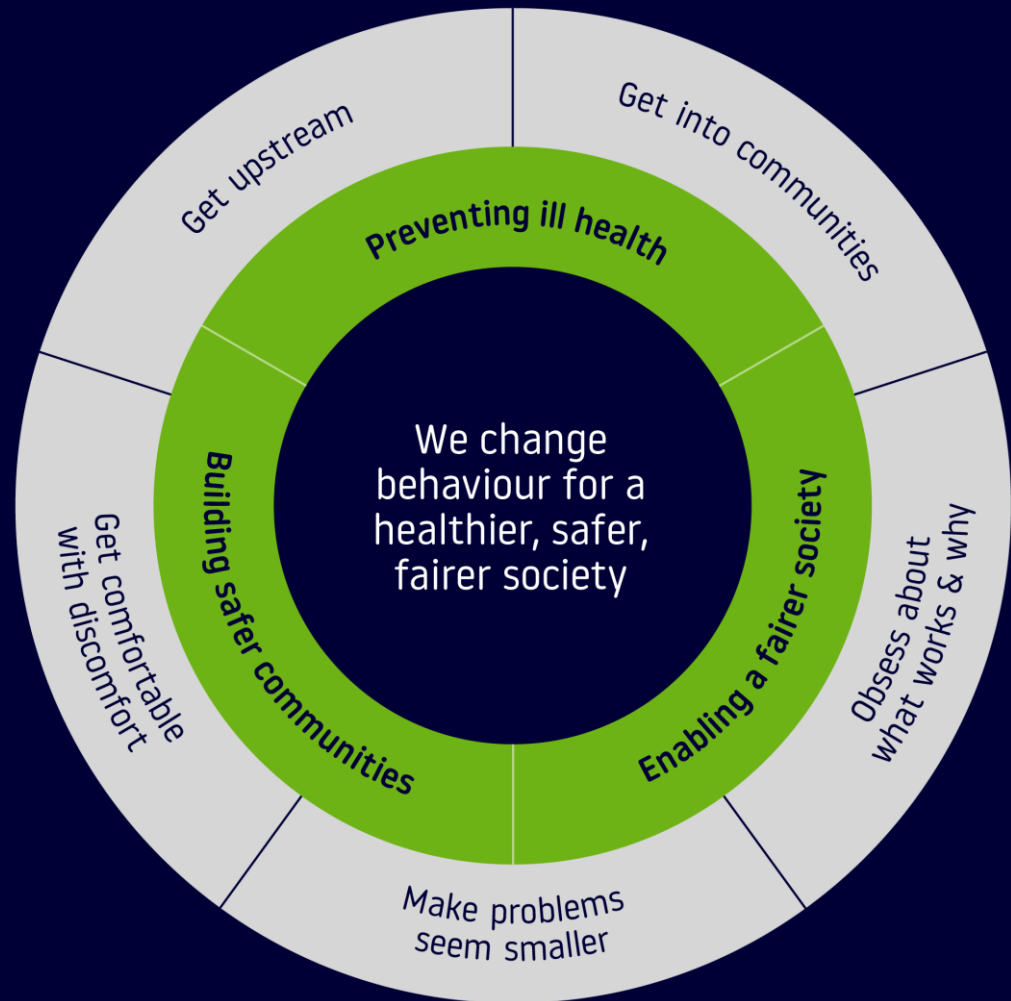 We change
behaviour for a
healthier, safer,
fairer society
Preventing ill health
Enabling a fairer society
Building safer communities
Get upstream
Get into communities
Obsess about
what works & why
Make problems
seem smaller
Get comfortable
with discomfort